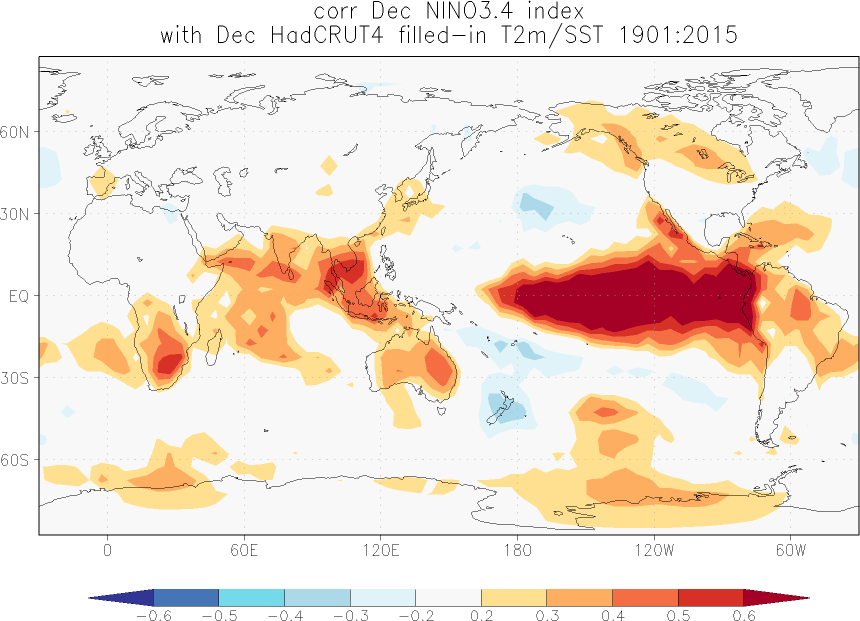 corr Dec NINO3.4 index
with Dec HadCRUT4 filled-in T2m/SST 1901:2015
60N
30N
EQ
30S
60S
0 60E 120E 180 120W 60W
-0.6 -0.5 -0.4 -0.3 -0.2 0.2 0.3 0.4 0.5 0.6